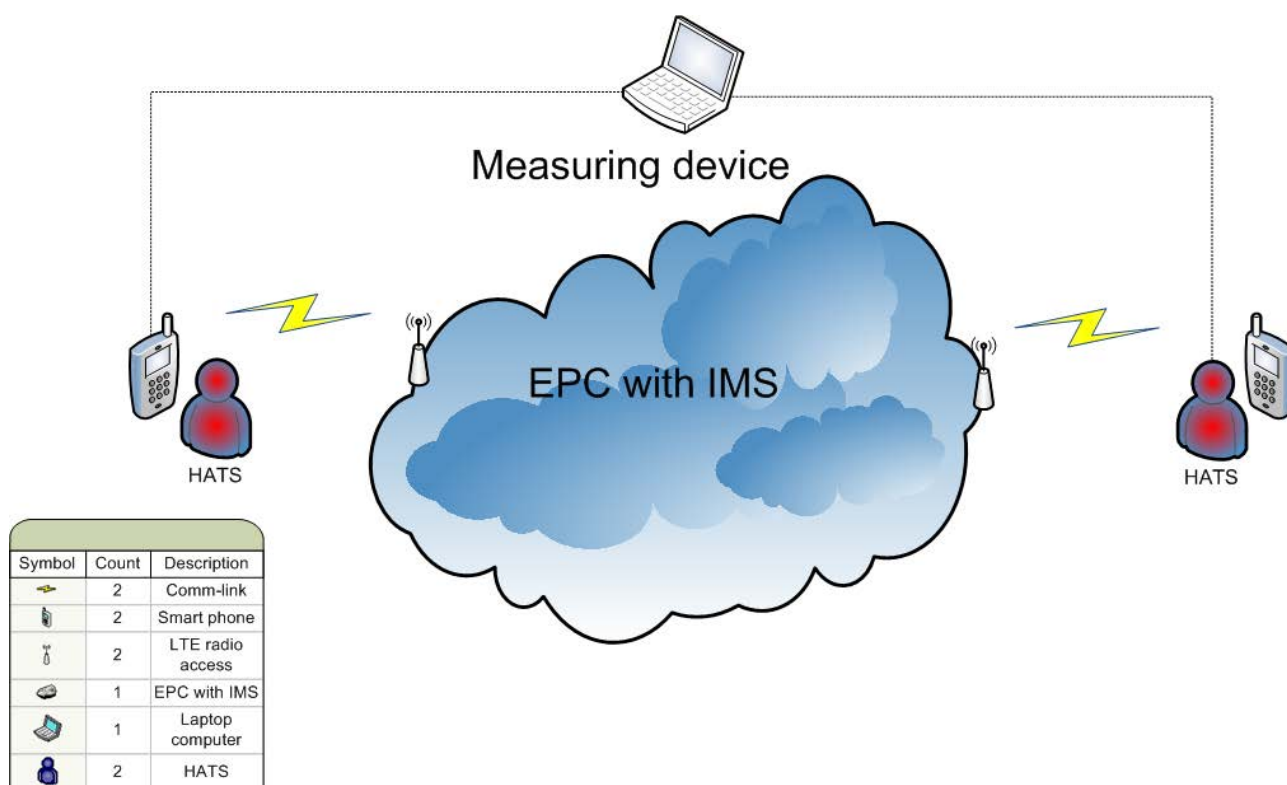 Measuring device
EPC with IMS
HATS
HATS
Symbol Count Description
2 Comm-link
2 Smart phone
2 LTE radio
access
1 EPC with IMS
1 Laptop
computer
2 HATS